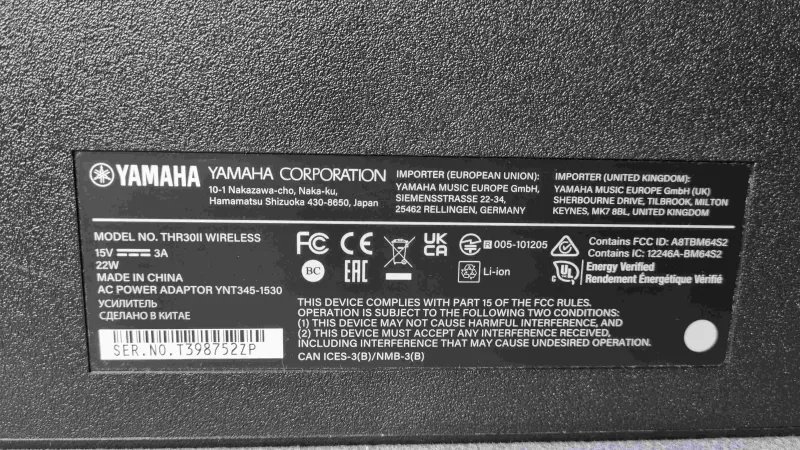 YAMAHA
YAMAHA CORPORATION
10-1 Nakazawa-cho, Naka-ku,
Hamamatsu Shizuoka 430-8650, Japan
IMPORTER (EUROPEAN UNION):
YAMAHA MUSIC EUROPE GmbH,
SIEMENSSTRASSE 22-34,
25462 RELLINGEN, GERMANY
IMPORTER (UNITED KINGDOM):
YAMAHA MUSIC EUROPE GmbH (UK)
SHERBOURNE DRIVE, TILBROOK, MILTON
KEYNES, MK7 8BL, UNITED KINGDOM
MODEL NO. THR30II WIRELESS
15V 3A
22W
MADE IN CHINA
AC POWER ADAPTOR YNT345-1530
УСИЛИТЕЛЬ
СДЕЛАНО В КИТАЕ
SER.NO.T398752ZP
FC CE UK CA
R 005-101205
BC EAC
Li-ion
Contains FCC ID: A8TBM64S2
Contains IC: 12246A-BM64S2
UL Energy Verified
Rendement Énergétique Vérifié
THIS DEVICE COMPLIES WITH PART 15 OF THE FCC RULES.
OPERATION IS SUBJECT TO THE FOLLOWING TWO CONDITIONS:
(1) THIS DEVICE MAY NOT CAUSE HARMFUL INTERFERENCE, AND
(2) THIS DEVICE MUST ACCEPT ANY INTERFERENCE RECEIVED,
INCLUDING INTERFERENCE THAT MAY CAUSE UNDESIRED OPERATION.
CAN ICES-3(B)/NMB-3(B)